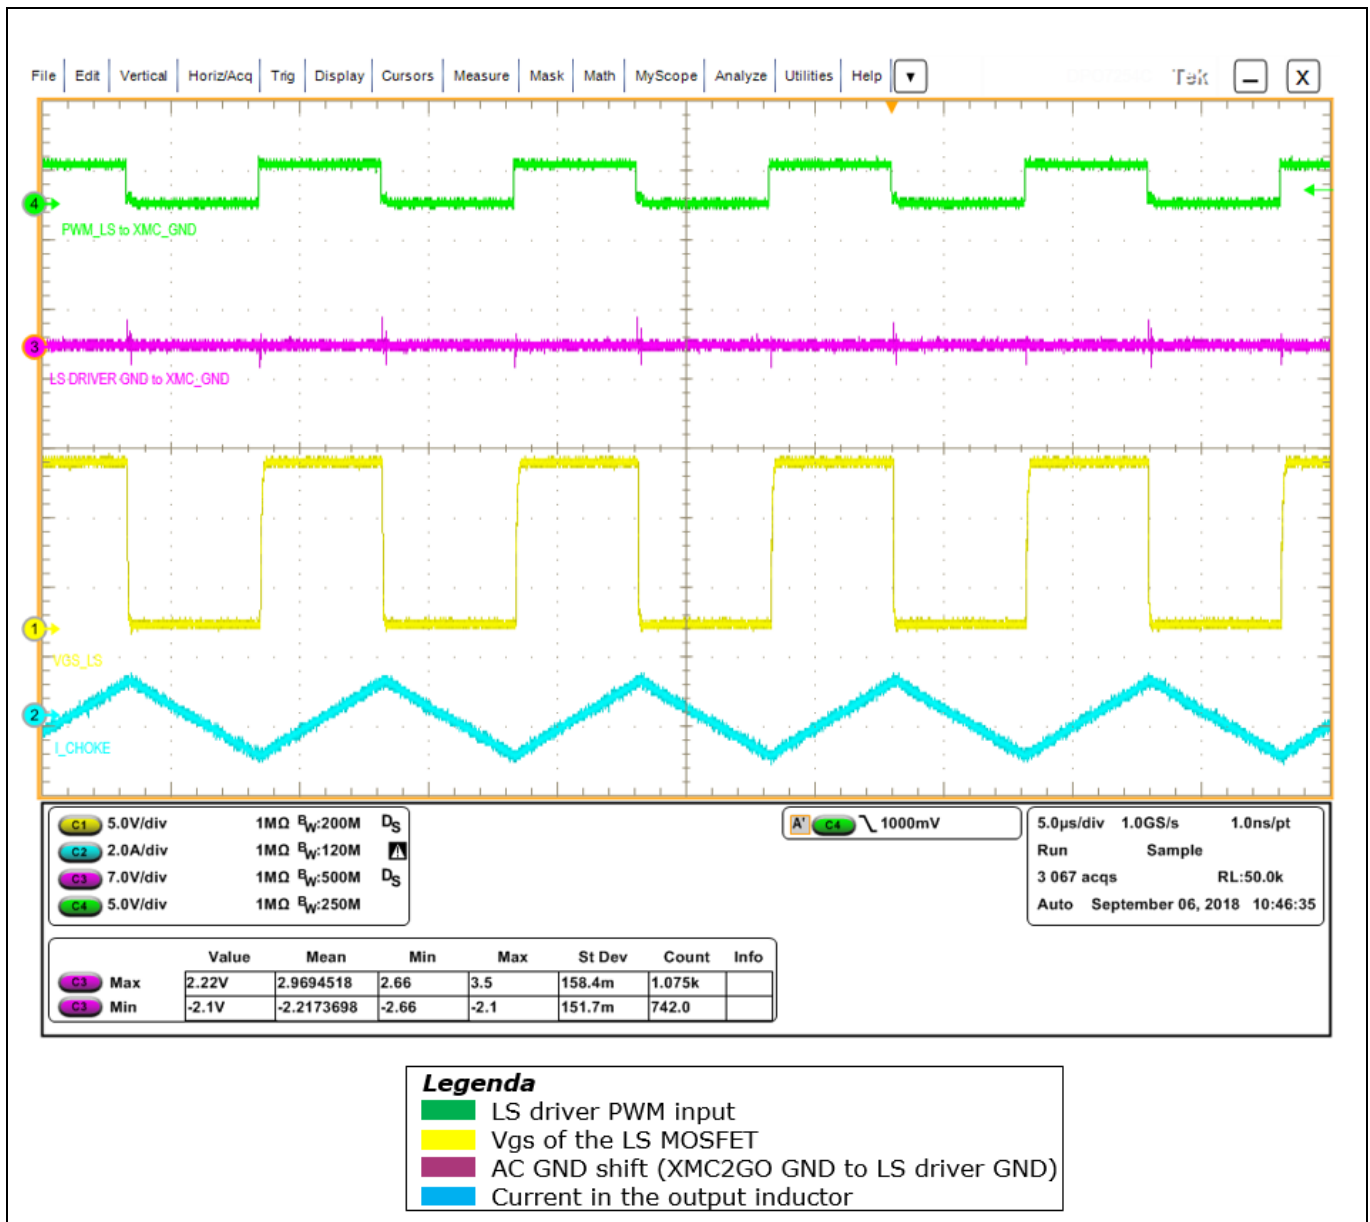 File Edit Vertical Horiz/Acq Trig Display Cursors Measure Mask Math MyScope Analyze Utilities Help Tek X
4
PWM_LS to XMC_GND
3
LS DRIVER GND to XMC_GND
1
VGS_LS
2
I_CHOKE
C1 5.0V/div 1MΩ BW:200M DS
C2 2.0A/div 1MΩ BW:120M
C3 7.0V/div 1MΩ BW:500M DS
C4 5.0V/div 1MΩ BW:250M
A' C4 1000mV
5.0µs/div 1.0GS/s 1.0ns/pt
Run Sample
3 067 acqs RL:50.0k
Auto September 06, 2018 10:46:35
Value Mean Min Max St Dev Count Info
C3 Max 2.22V 2.9694518 2.66 3.5 158.4m 1.075k
C3 Min -2.1V -2.2173698 -2.66 -2.1 151.7m 742.0
Legenda
LS driver PWM input
Vgs of the LS MOSFET
AC GND shift (XMC2GO GND to LS driver GND)
Current in the output inductor